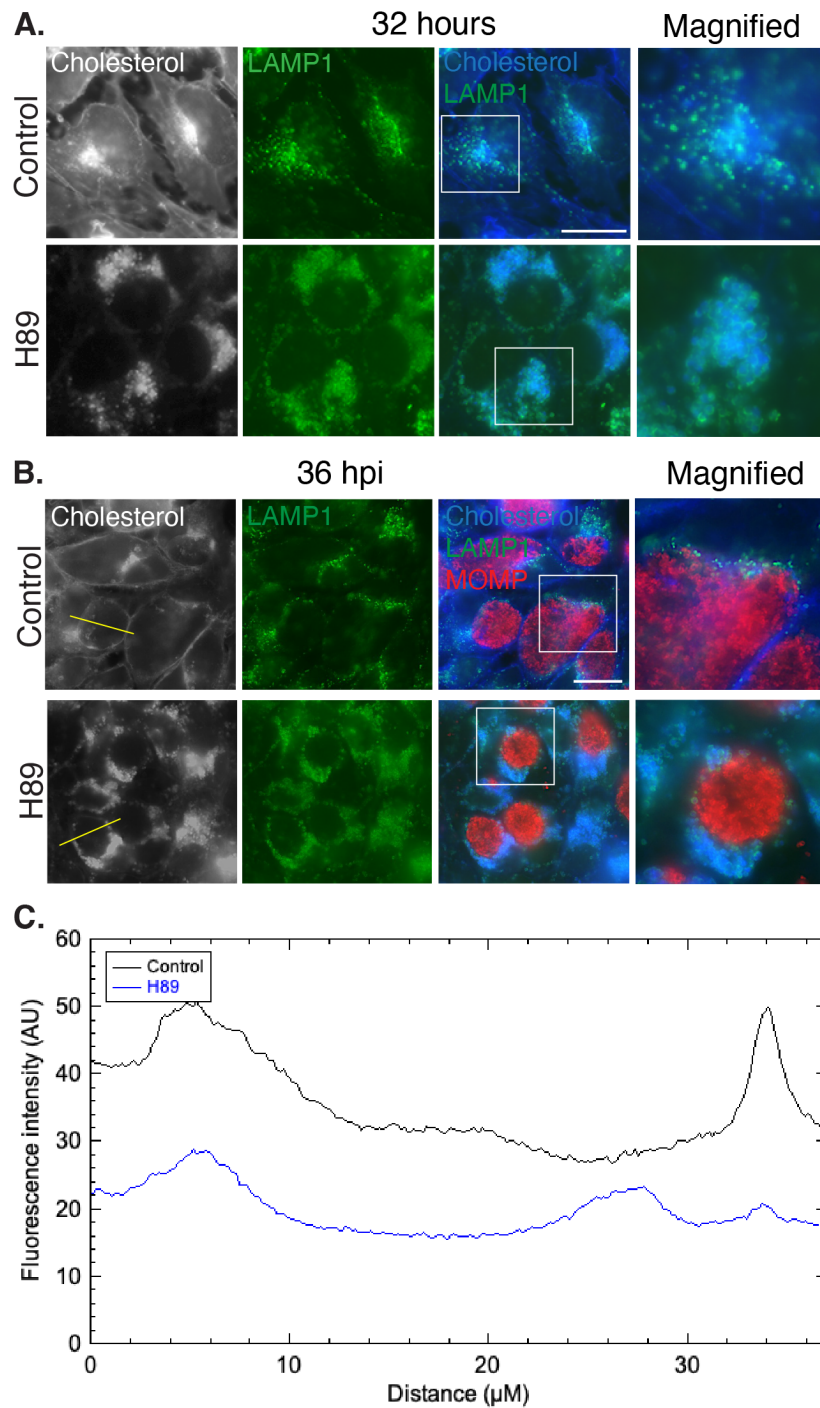 A.
32 hours
Magnified
Control
Cholesterol
LAMP1
Cholesterol
LAMP1
H89
B.
36 hpi
Magnified
Control
Cholesterol
LAMP1
Cholesterol
LAMP1
MOMP
H89
C.
Fluorescence intensity (AU)
60
50
40
30
20
10
0
Control
H89
0
10
20
30
Distance (µM)